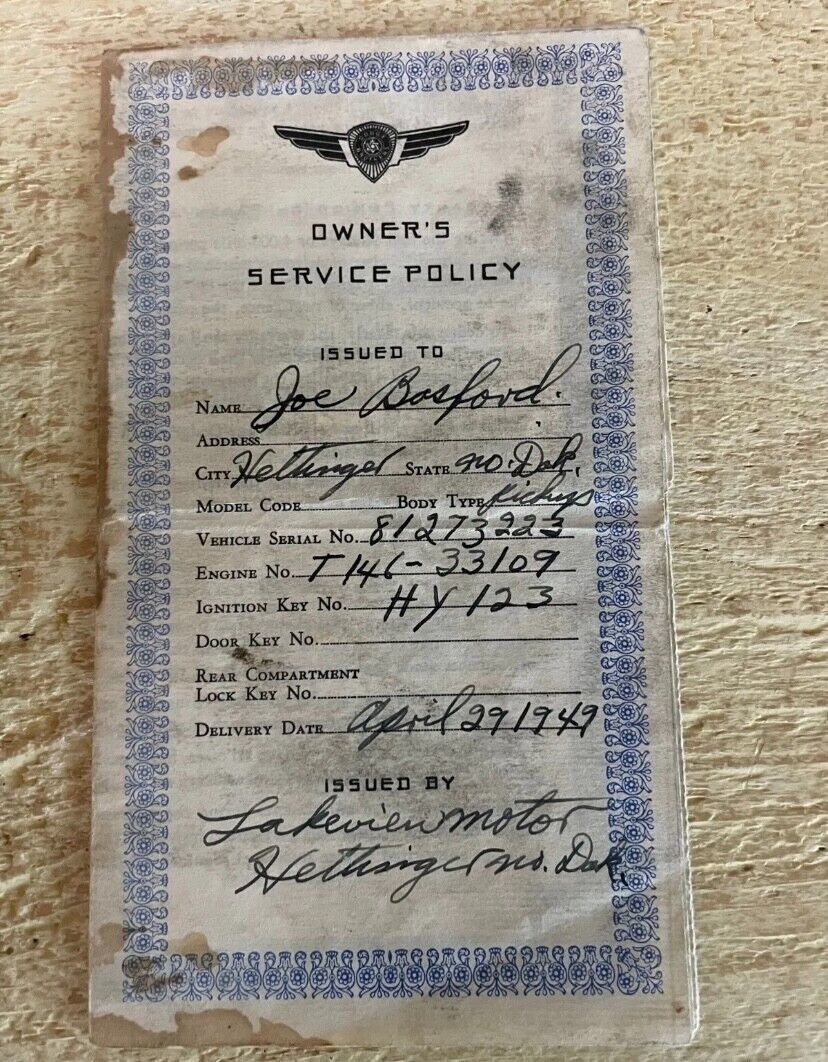 OWNER'S
SERVICE POLICY
ISSUED TO
NAME Joe Bosford.
ADDRESS
CITY Hettinger STATE no. Dak.
MODEL CODE BODY TYPE Pickup
VEHICLE SERIAL NO. 81273223
ENGINE NO. T146-33109
IGNITION KEY NO. HY123
DOOR KEY NO.
REAR COMPARTMENT
LOCK KEY NO.
DELIVERY DATE April 29 1949
ISSUED BY
Lakeview motor
Hettinger no. Dak.